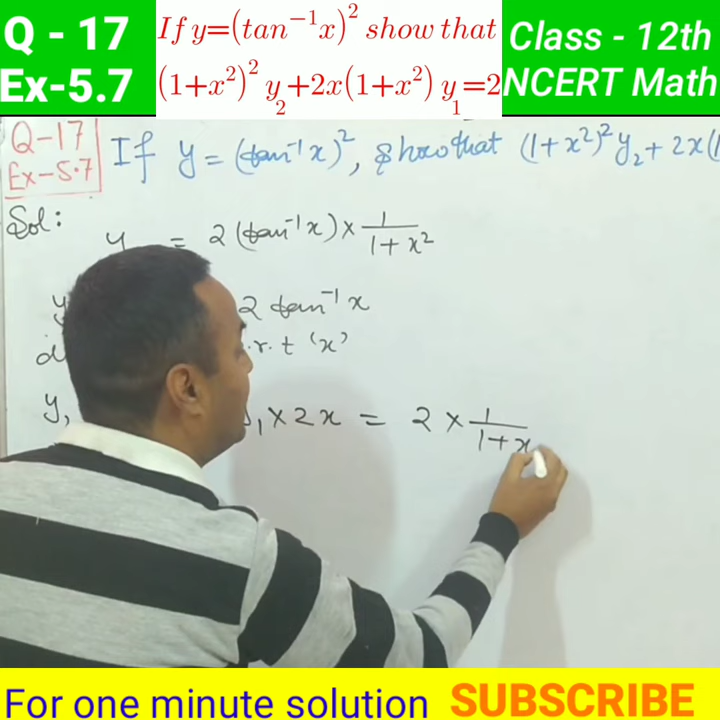 Q - 17
Ex-5.7
If y=(tan⁻¹x)² show that
(1+x²)² y₂+2x(1+x²) y₁=2
Class - 12th
NCERT Math
Q-17
Ex-5.7
If y = (tan⁻¹x)², show that (1+x²)²y₂ + 2x(1
Sol:
y = 2(tan⁻¹x) × 1/1+x²
y 2 tan⁻¹x
d .r.t 'x'
y, ₁×2x = 2 × 1/1+x
For one minute solution SUBSCRIBE